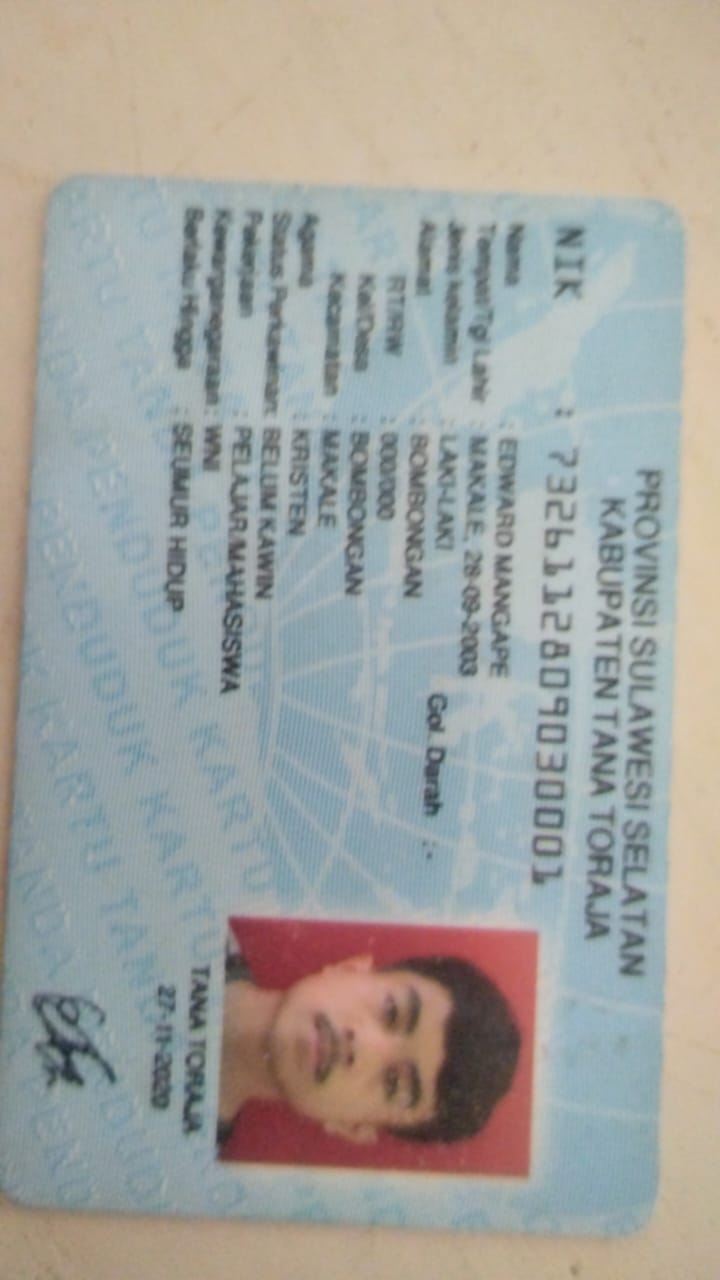 PROVINSI SULAWESI SELATAN
KABUPATEN TANA TORAJA
NIK : 7326112809030001
Nama : EDWARD MANGAPE
Tempat/Tgl Lahir : MAKALE, 28-09-2003
Jenis kelamin : LAKI-LAKI Gol. Darah : -
Alamat : BOMBONGAN
RT/RW : 000/000
Kel/Desa : BOMBONGAN
Kecamatan : MAKALE
Agama : KRISTEN
Status Perkawinan: BELUM KAWIN
Pekerjaan : PELAJAR/MAHASISWA
Kewarganegaraan: WNI
Berlaku Hingga : SEUMUR HIDUP
TANA TORAJA
27-11-2020